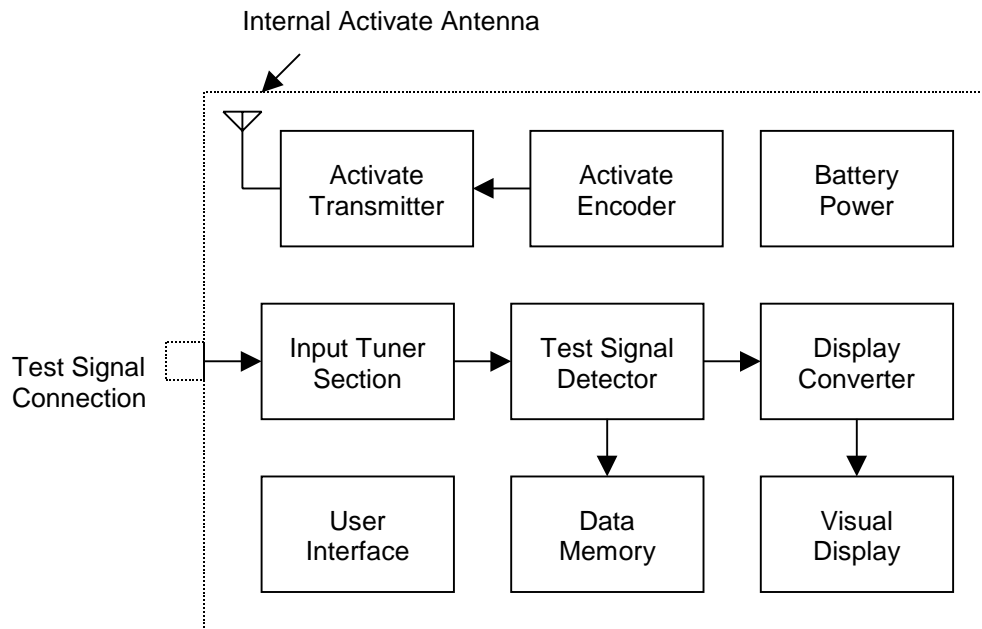 Internal Activate Antenna
Activate
Transmitter
Activate
Encoder
Battery
Power
Test Signal
Connection
Input Tuner
Section
Test Signal
Detector
Display
Converter
User
Interface
Data
Memory
Visual
Display